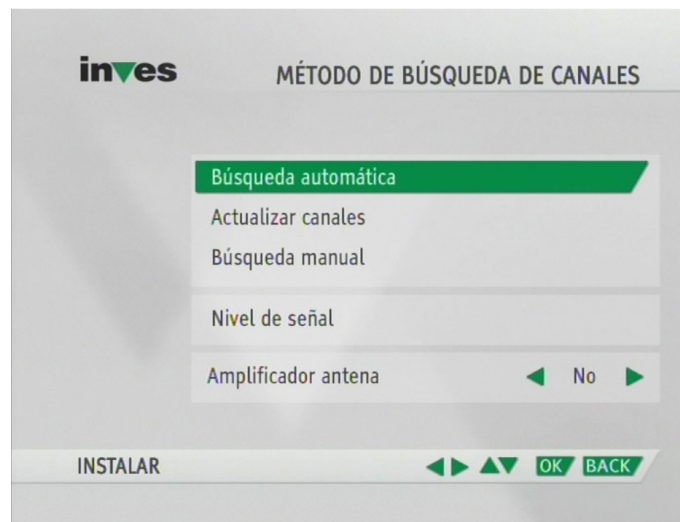 inves
MÉTODO DE BÚSQUEDA DE CANALES
Búsqueda automática
Actualizar canales
Búsqueda manual
Nivel de señal
Amplificador antena ◀ No ▶
INSTALAR ◀▶ ▲▼ OK BACK